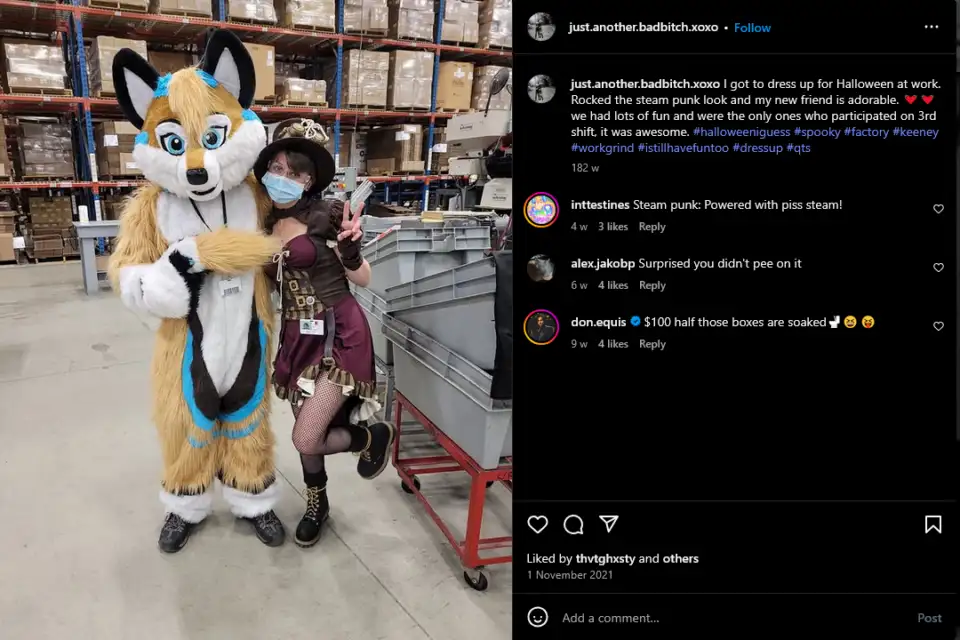 just.another.badbitch.xoxo • Follow
just.another.badbitch.xoxo I got to dress up for Halloween at work.
Rocked the steam punk look and my new friend is adorable. ❤️ ❤️
we had lots of fun and were the only ones who participated on 3rd
shift, it was awesome. #halloweeniguess #spooky #factory #keeney
#workgrind #istillhavefuntoo #dressup #qts
182 w
inttestines Steam punk: Powered with piss steam!
4 w 3 likes Reply
alex.jakobp Surprised you didn't pee on it
6 w 4 likes Reply
don.equis $100 half those boxes are soaked🚽😆😝
9 w 4 likes Reply
Liked by thvtghxsty and others
1 November 2021
Add a comment... Post